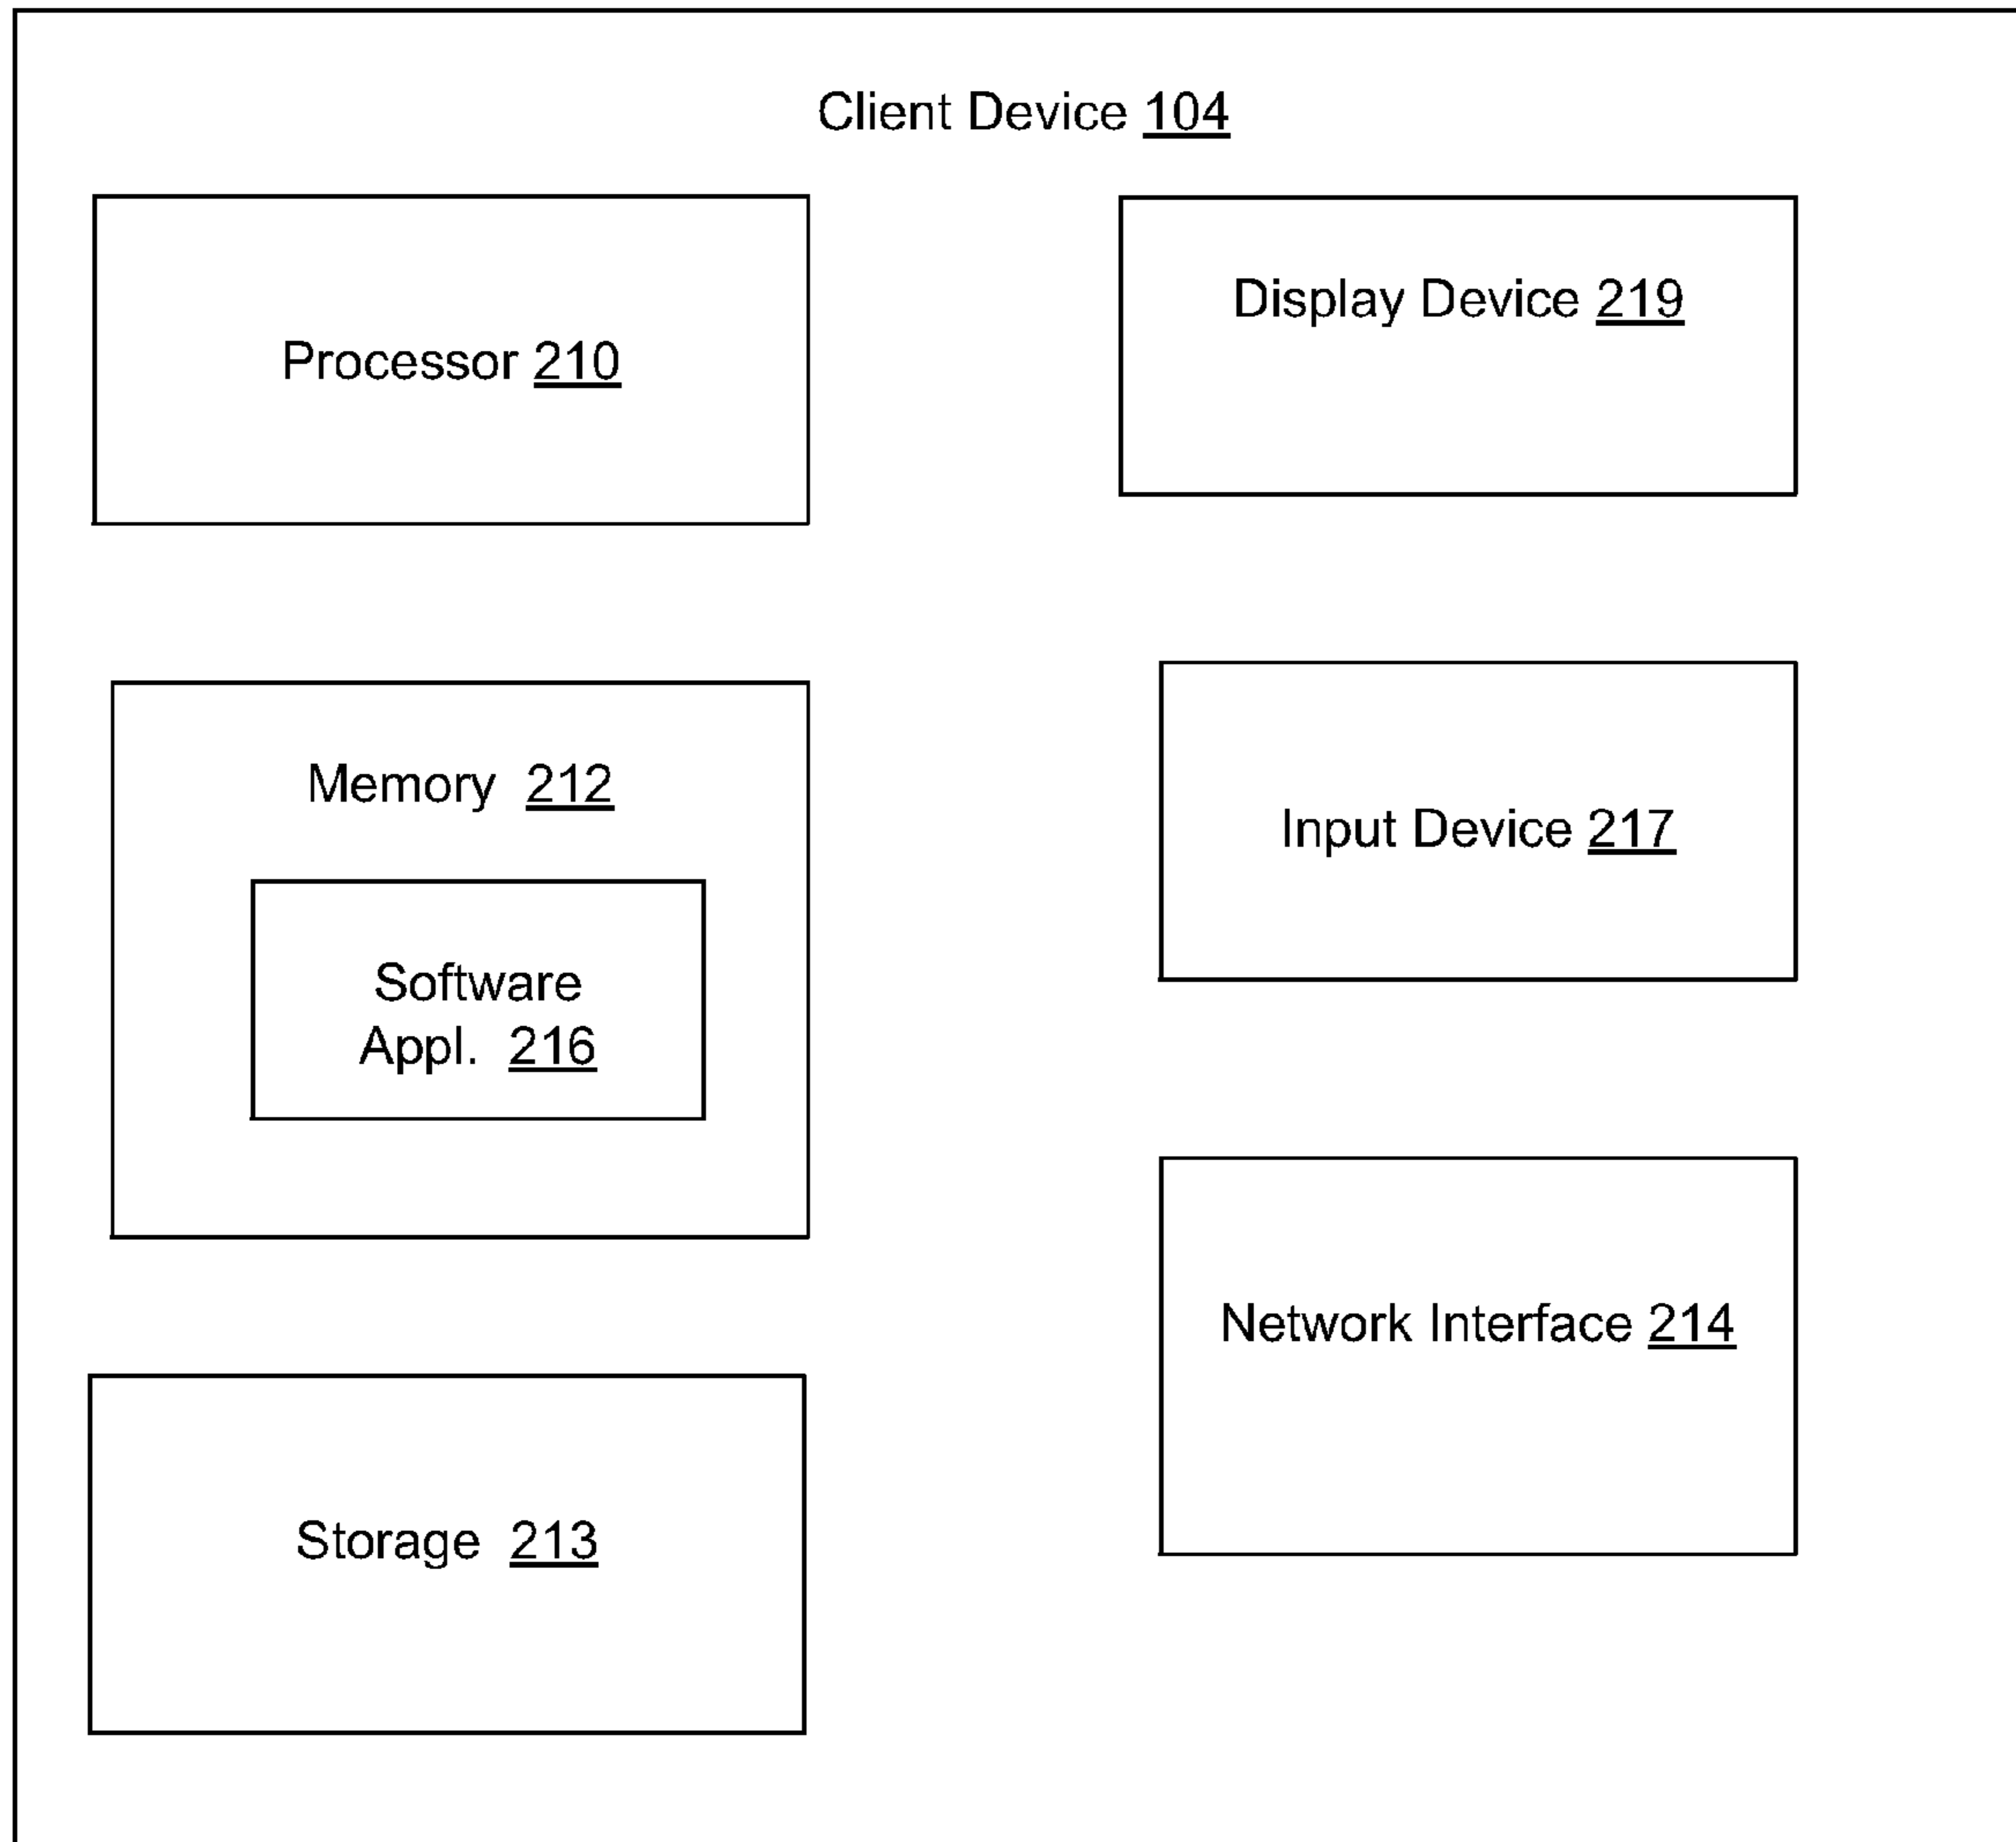 Client Device 104
Processor 210
Display Device 219
Memory 212
Input Device 217
Software
Appl. 216
Network Interface 214
Storage 213